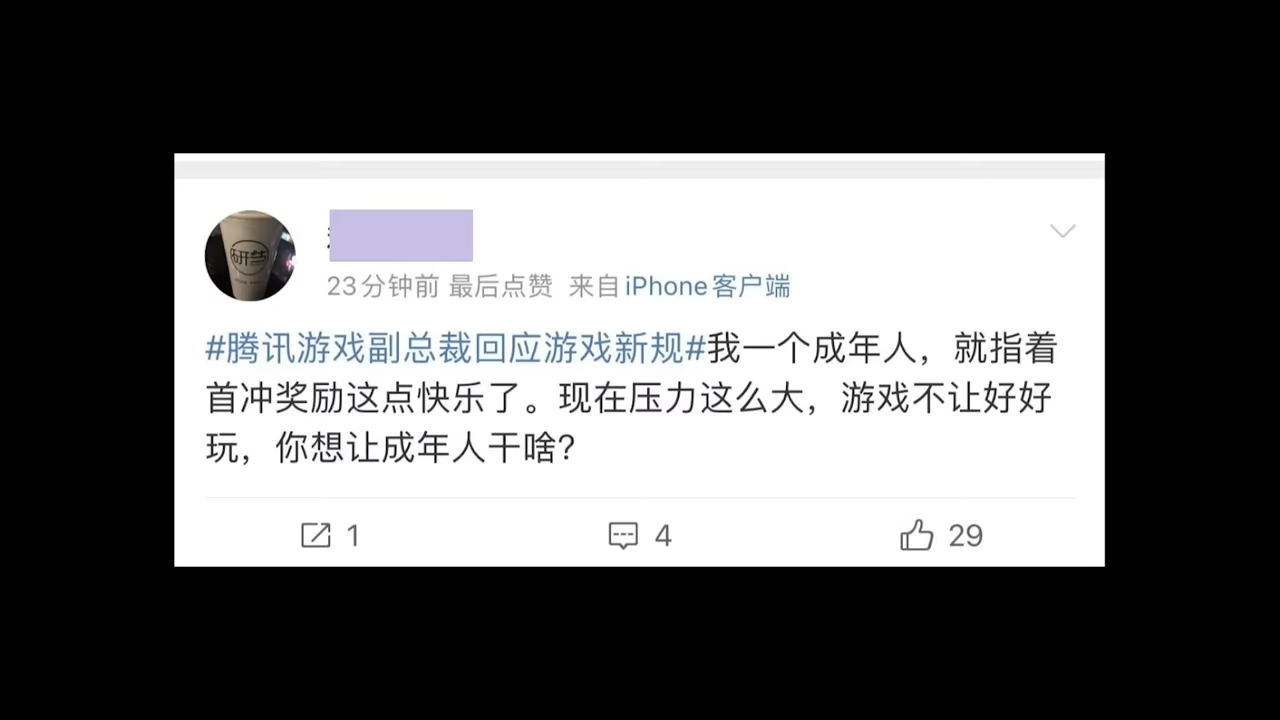 研茶
23分钟前 最后点赞 来自iPhone客户端
#腾讯游戏副总裁回应游戏新规#我一个成年人，就指着
首冲奖励这点快乐了。现在压力这么大，游戏不让好好
玩，你想让成年人干啥？
1 4 29